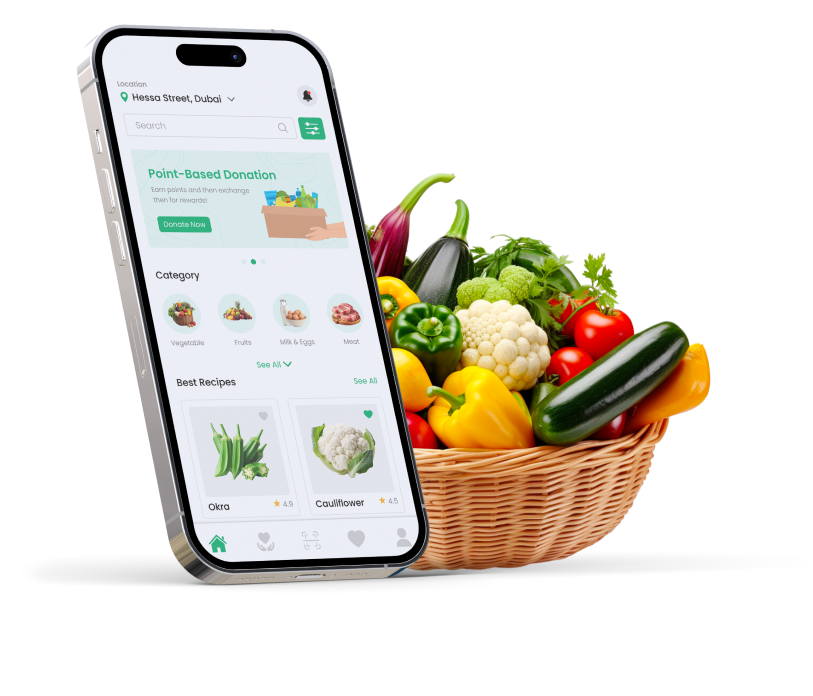 Location
Hessa Street, Dubai
Search
Point-Based Donation
Earn points and then exchange
then for rewards!
Donate Now
Category
Vegetable Fruits Milk & Eggs Meat
See All
Best Recipes See All
Okra 4.9 Cauliflower 4.5